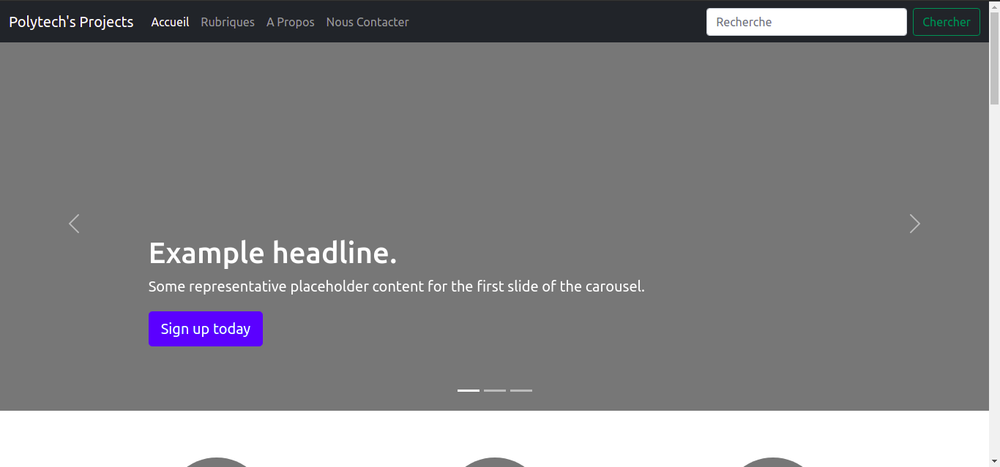 Polytech's Projects Accueil Rubriques A Propos Nous Contacter Recherche Chercher
Example headline.
Some representative placeholder content for the first slide of the carousel.
Sign up today